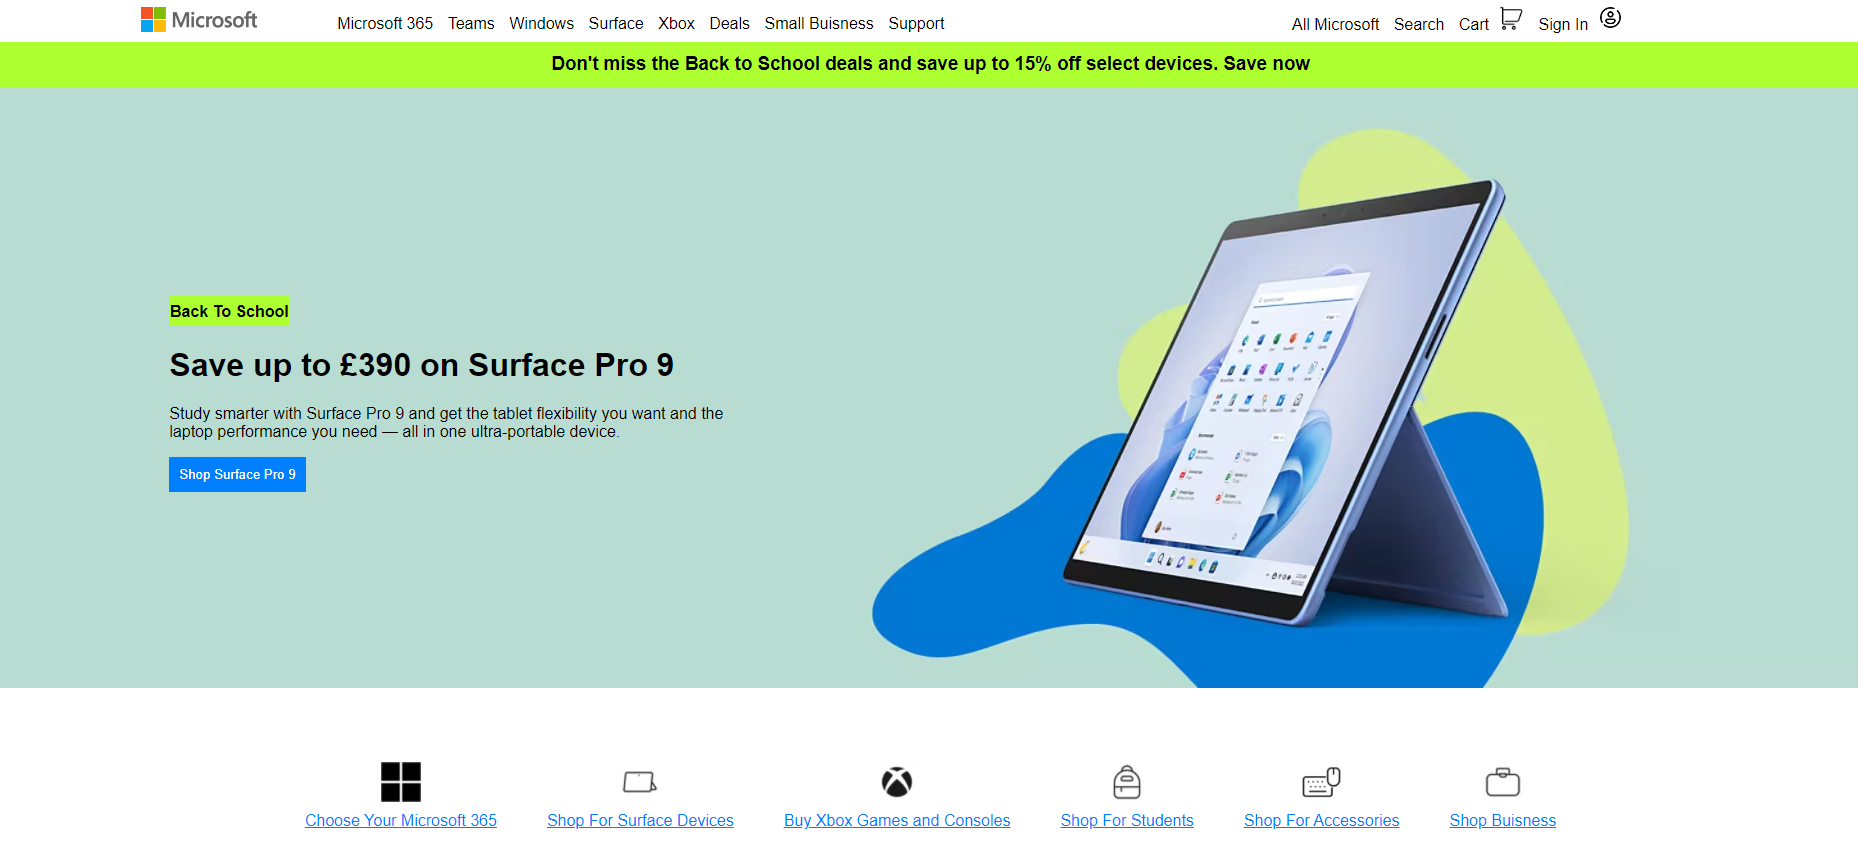 Microsoft
Microsoft 365 Teams Windows Surface Xbox Deals Small Buisness Support
All Microsoft Search Cart Sign In
Don't miss the Back to School deals and save up to 15% off select devices. Save now
Back To School
Save up to £390 on Surface Pro 9
Study smarter with Surface Pro 9 and get the tablet flexibility you want and the
laptop performance you need — all in one ultra-portable device.
Shop Surface Pro 9
Choose Your Microsoft 365
Shop For Surface Devices
Buy Xbox Games and Consoles
Shop For Students
Shop For Accessories
Shop Buisness